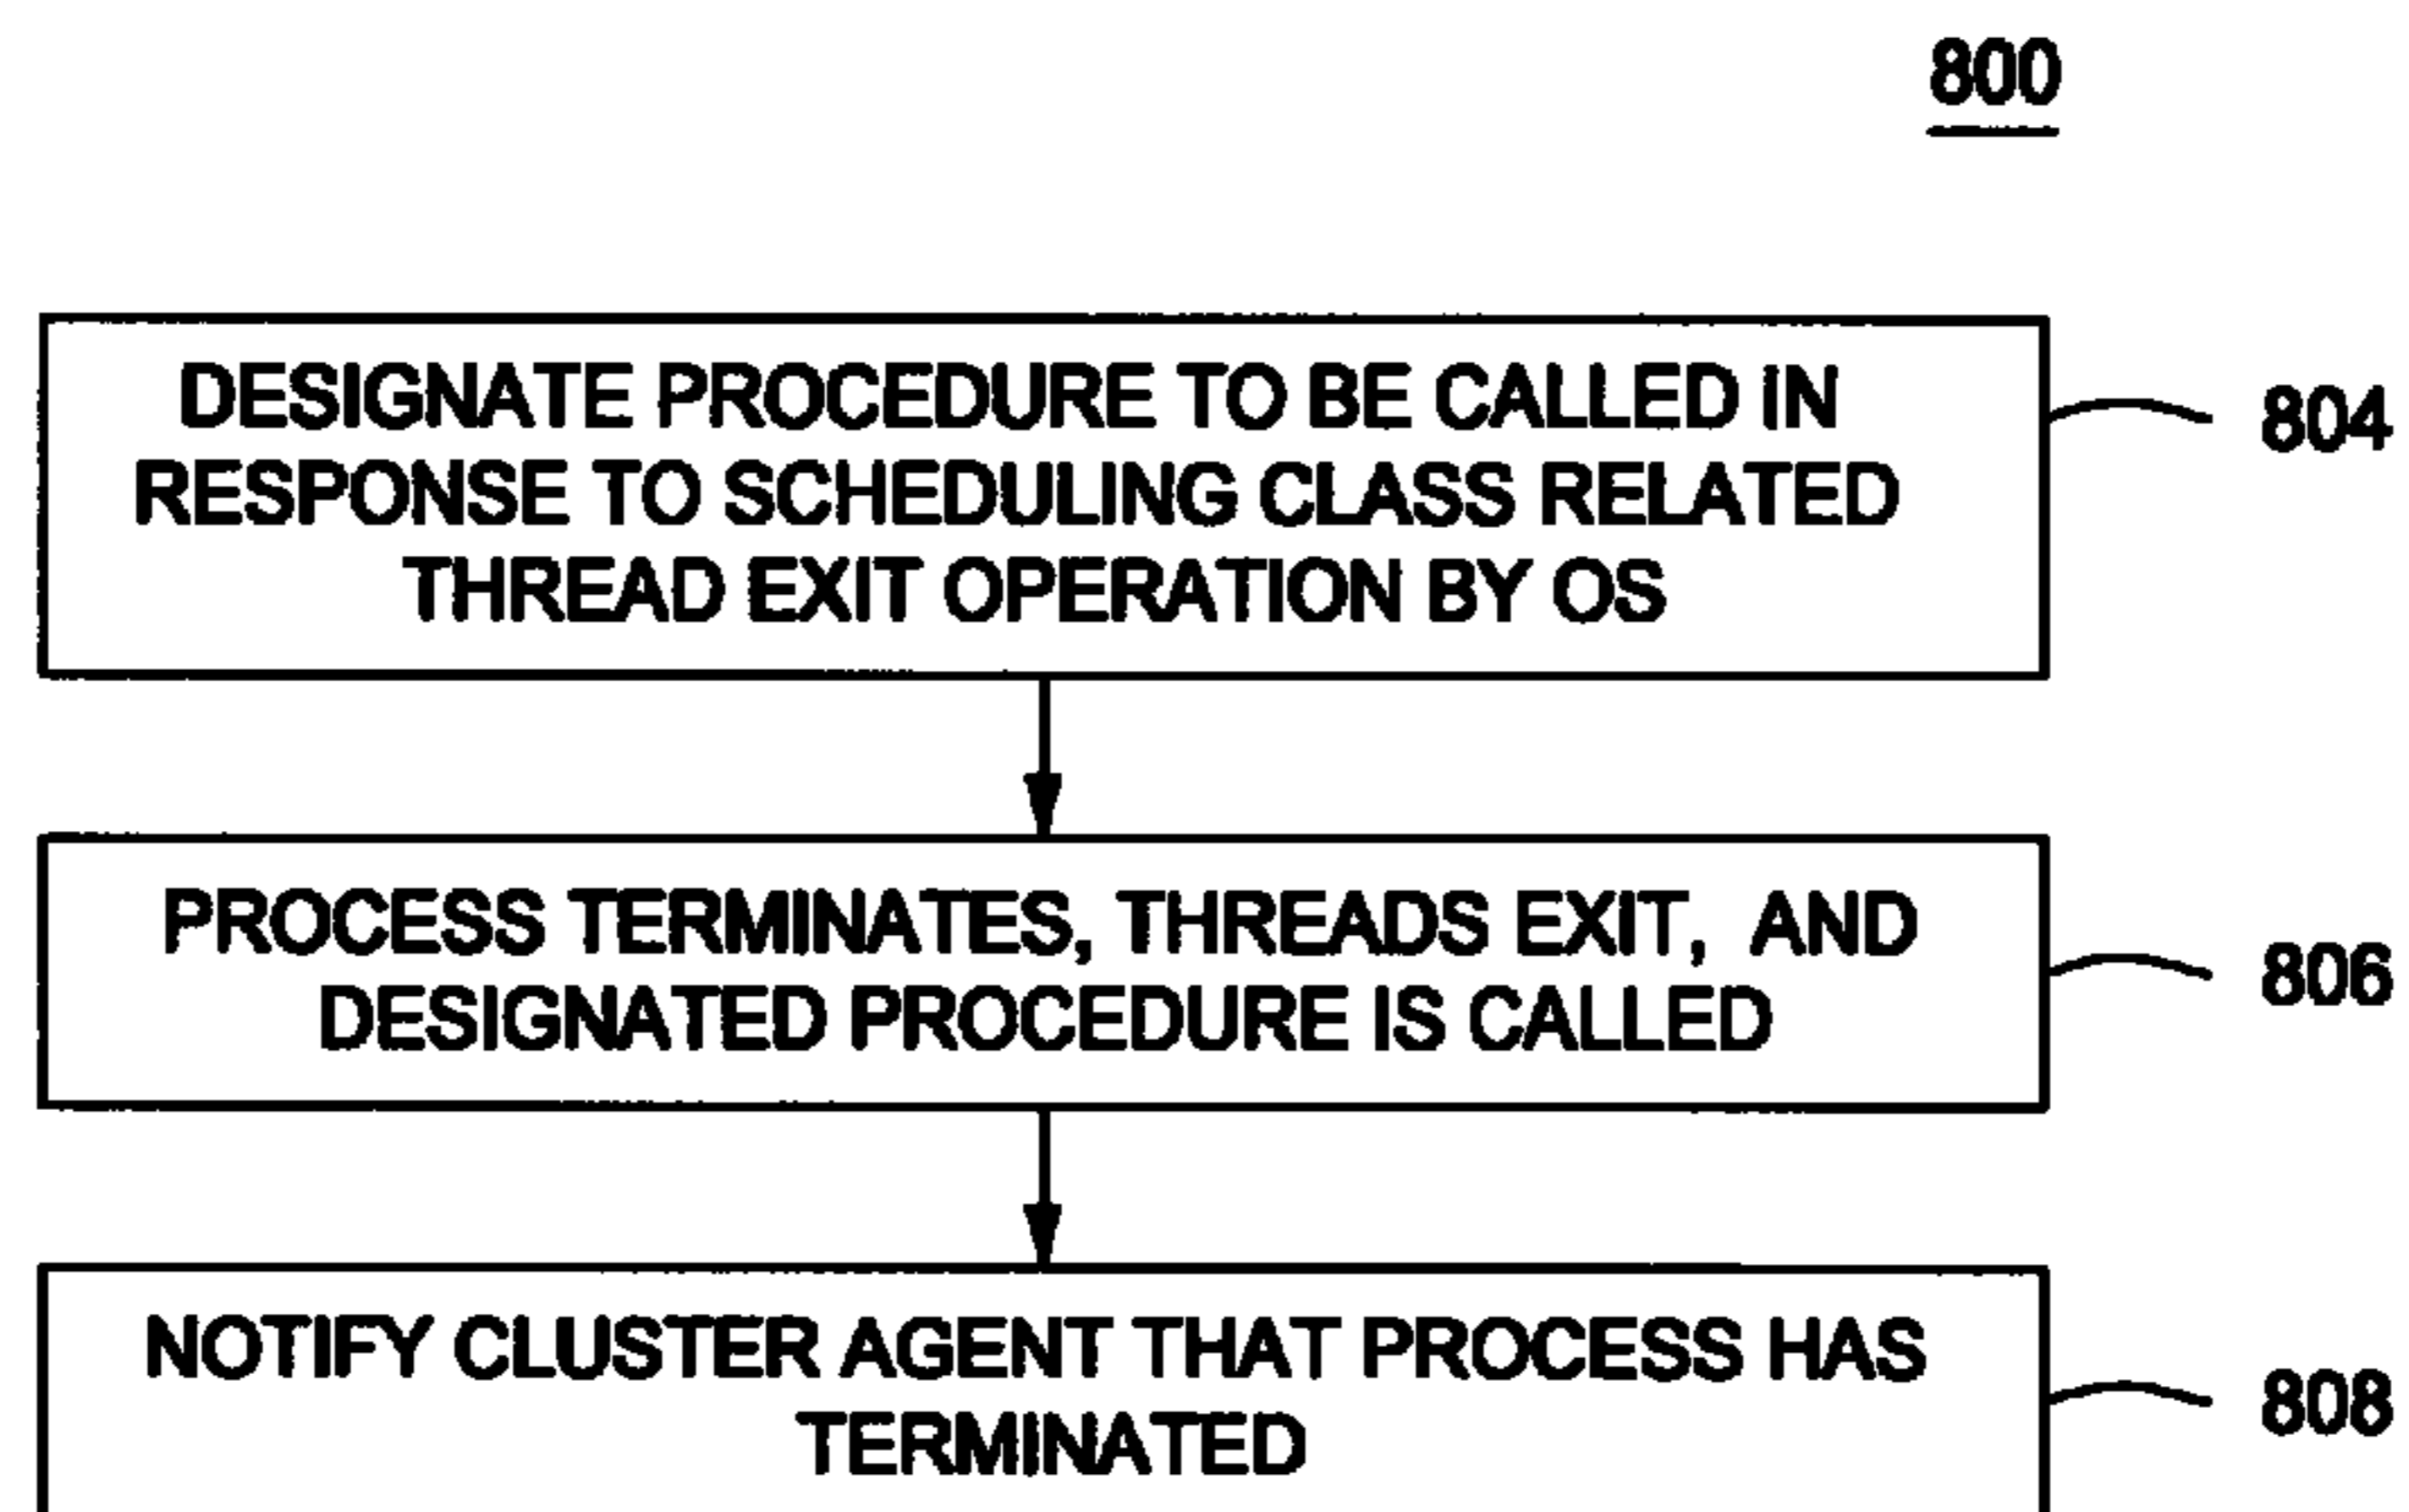 800
DESIGNATE PROCEDURE TO BE CALLED IN
RESPONSE TO SCHEDULING CLASS RELATED
THREAD EXIT OPERATION BY OS
804
PROCESS TERMINATES, THREADS EXIT, AND
DESIGNATED PROCEDURE IS CALLED
806
NOTIFY CLUSTER AGENT THAT PROCESS HAS
TERMINATED
808